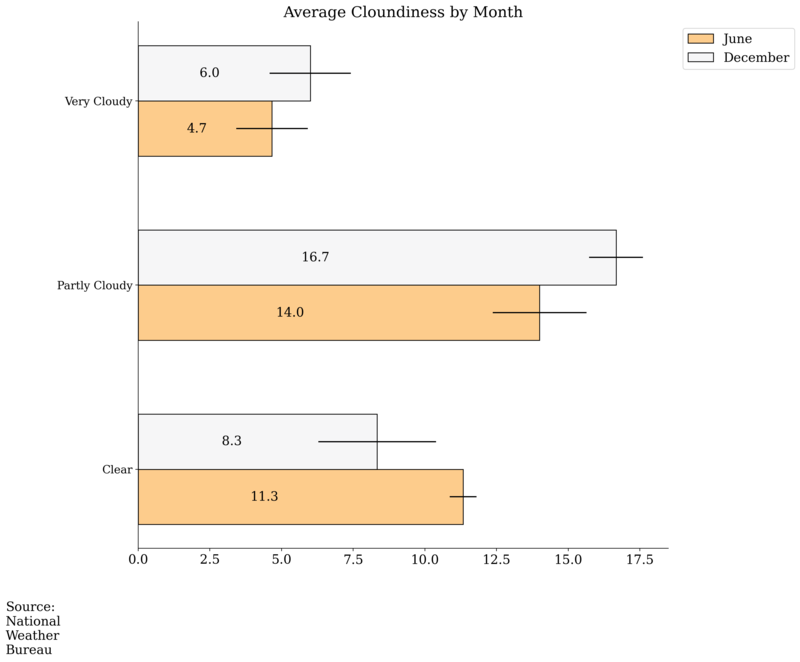 Average Cloundiness by Month
June
December
Very Cloudy
6.0
4.7
Partly Cloudy
16.7
14.0
Clear
8.3
11.3
0.0 2.5 5.0 7.5 10.0 12.5 15.0 17.5
Source:
National
Weather
Bureau